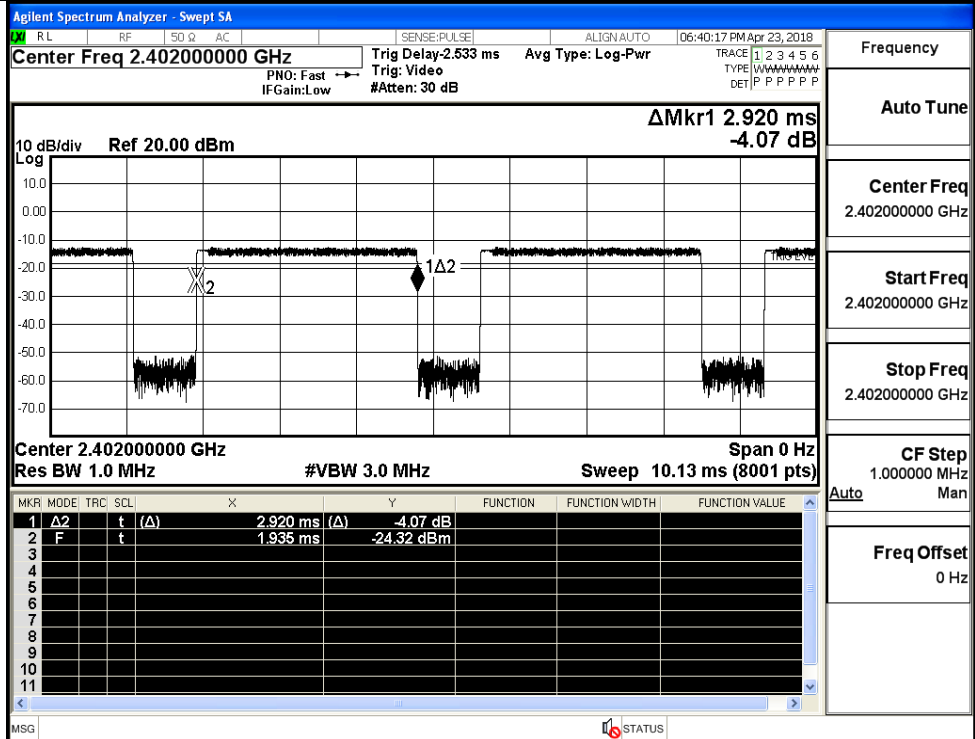 Agilent Spectrum Analyzer - Swept SA
LXI RL RF 50 Ω AC SENSE:PULSE ALIGN AUTO 06:40:17 PM Apr 23, 2018
Center Freq 2.402000000 GHz
PNO: Fast
IFGain:Low
Trig Delay-2.533 ms
Trig: Video
#Atten: 30 dB
Avg Type: Log-Pwr
TRACE 1 2 3 4 5 6
TYPE WWWWWW
DET P P P P P P
ΔMkr1 2.920 ms
-4.07 dB
10 dB/div Ref 20.00 dBm
Log
10.0
0.00
-10.0
-20.0
-30.0
-40.0
-50.0
-60.0
-70.0
TRIG LVL
1Δ2
2
Center 2.402000000 GHz Span 0 Hz
Res BW 1.0 MHz #VBW 3.0 MHz Sweep 10.13 ms (8001 pts)
MKR MODE TRC SCL X Y FUNCTION FUNCTION WIDTH FUNCTION VALUE
1 Δ2 t (Δ) 2.920 ms (Δ) -4.07 dB
2 F t 1.935 ms -24.32 dBm
3
4
5
6
7
8
9
10
11
MSG STATUS
Frequency
Auto Tune
Center Freq
2.402000000 GHz
Start Freq
2.402000000 GHz
Stop Freq
2.402000000 GHz
CF Step
1.000000 MHz
Auto Man
Freq Offset
0 Hz